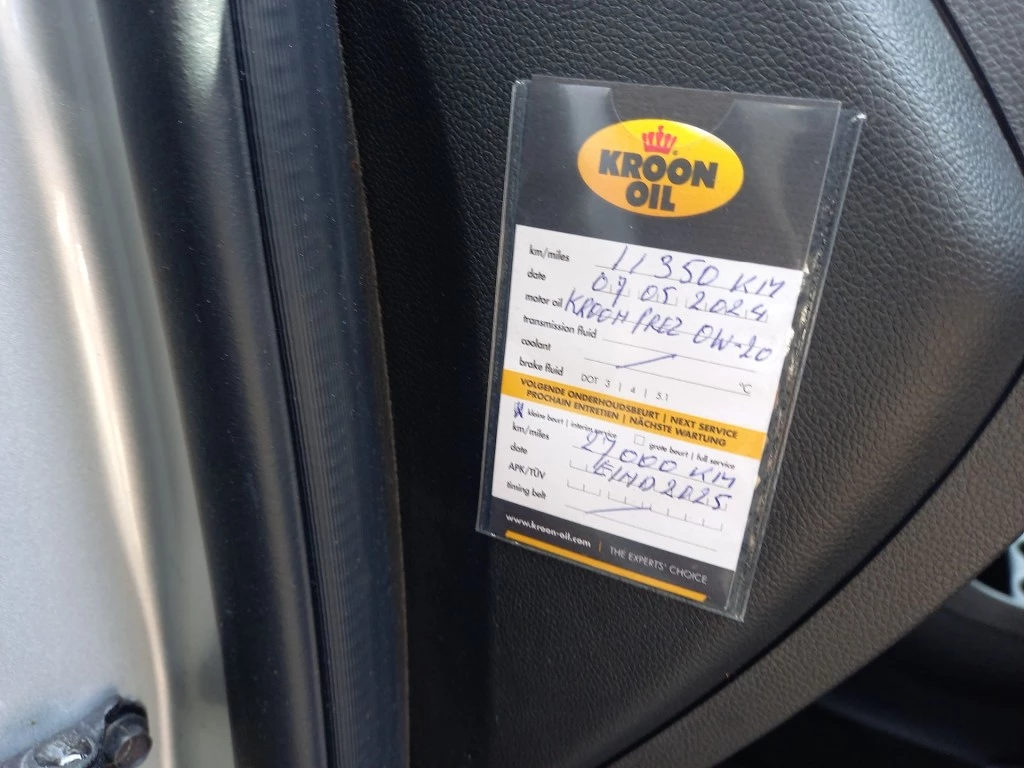 KROON
OIL
km/miles 11350 KM
date 07 05 2024
motor oil KROON PREZ 0W-20
transmission fluid
coolant °C
brake fluid DOT 3 | 4 | 5.1
VOLGENDE ONDERHOUDSBEURT | NEXT SERVICE
PROCHAIN ENTRETIEN | NÄCHSTE WARTUNG
kleine beurt | interim service grote beurt | full service
km/miles 27000 KM
date EIND 2025
APK/TÜV
timing belt
www.kroon-oil.com | THE EXPERTS' CHOICE